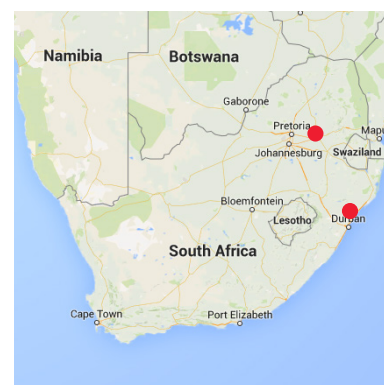 Namibia
Botswana
Gaborone
Pretoria
Mapu
Johannesburg
Swaziland
Bloemfontein
Lesotho
Durban
South Africa
Cape Town
Port Elizabeth